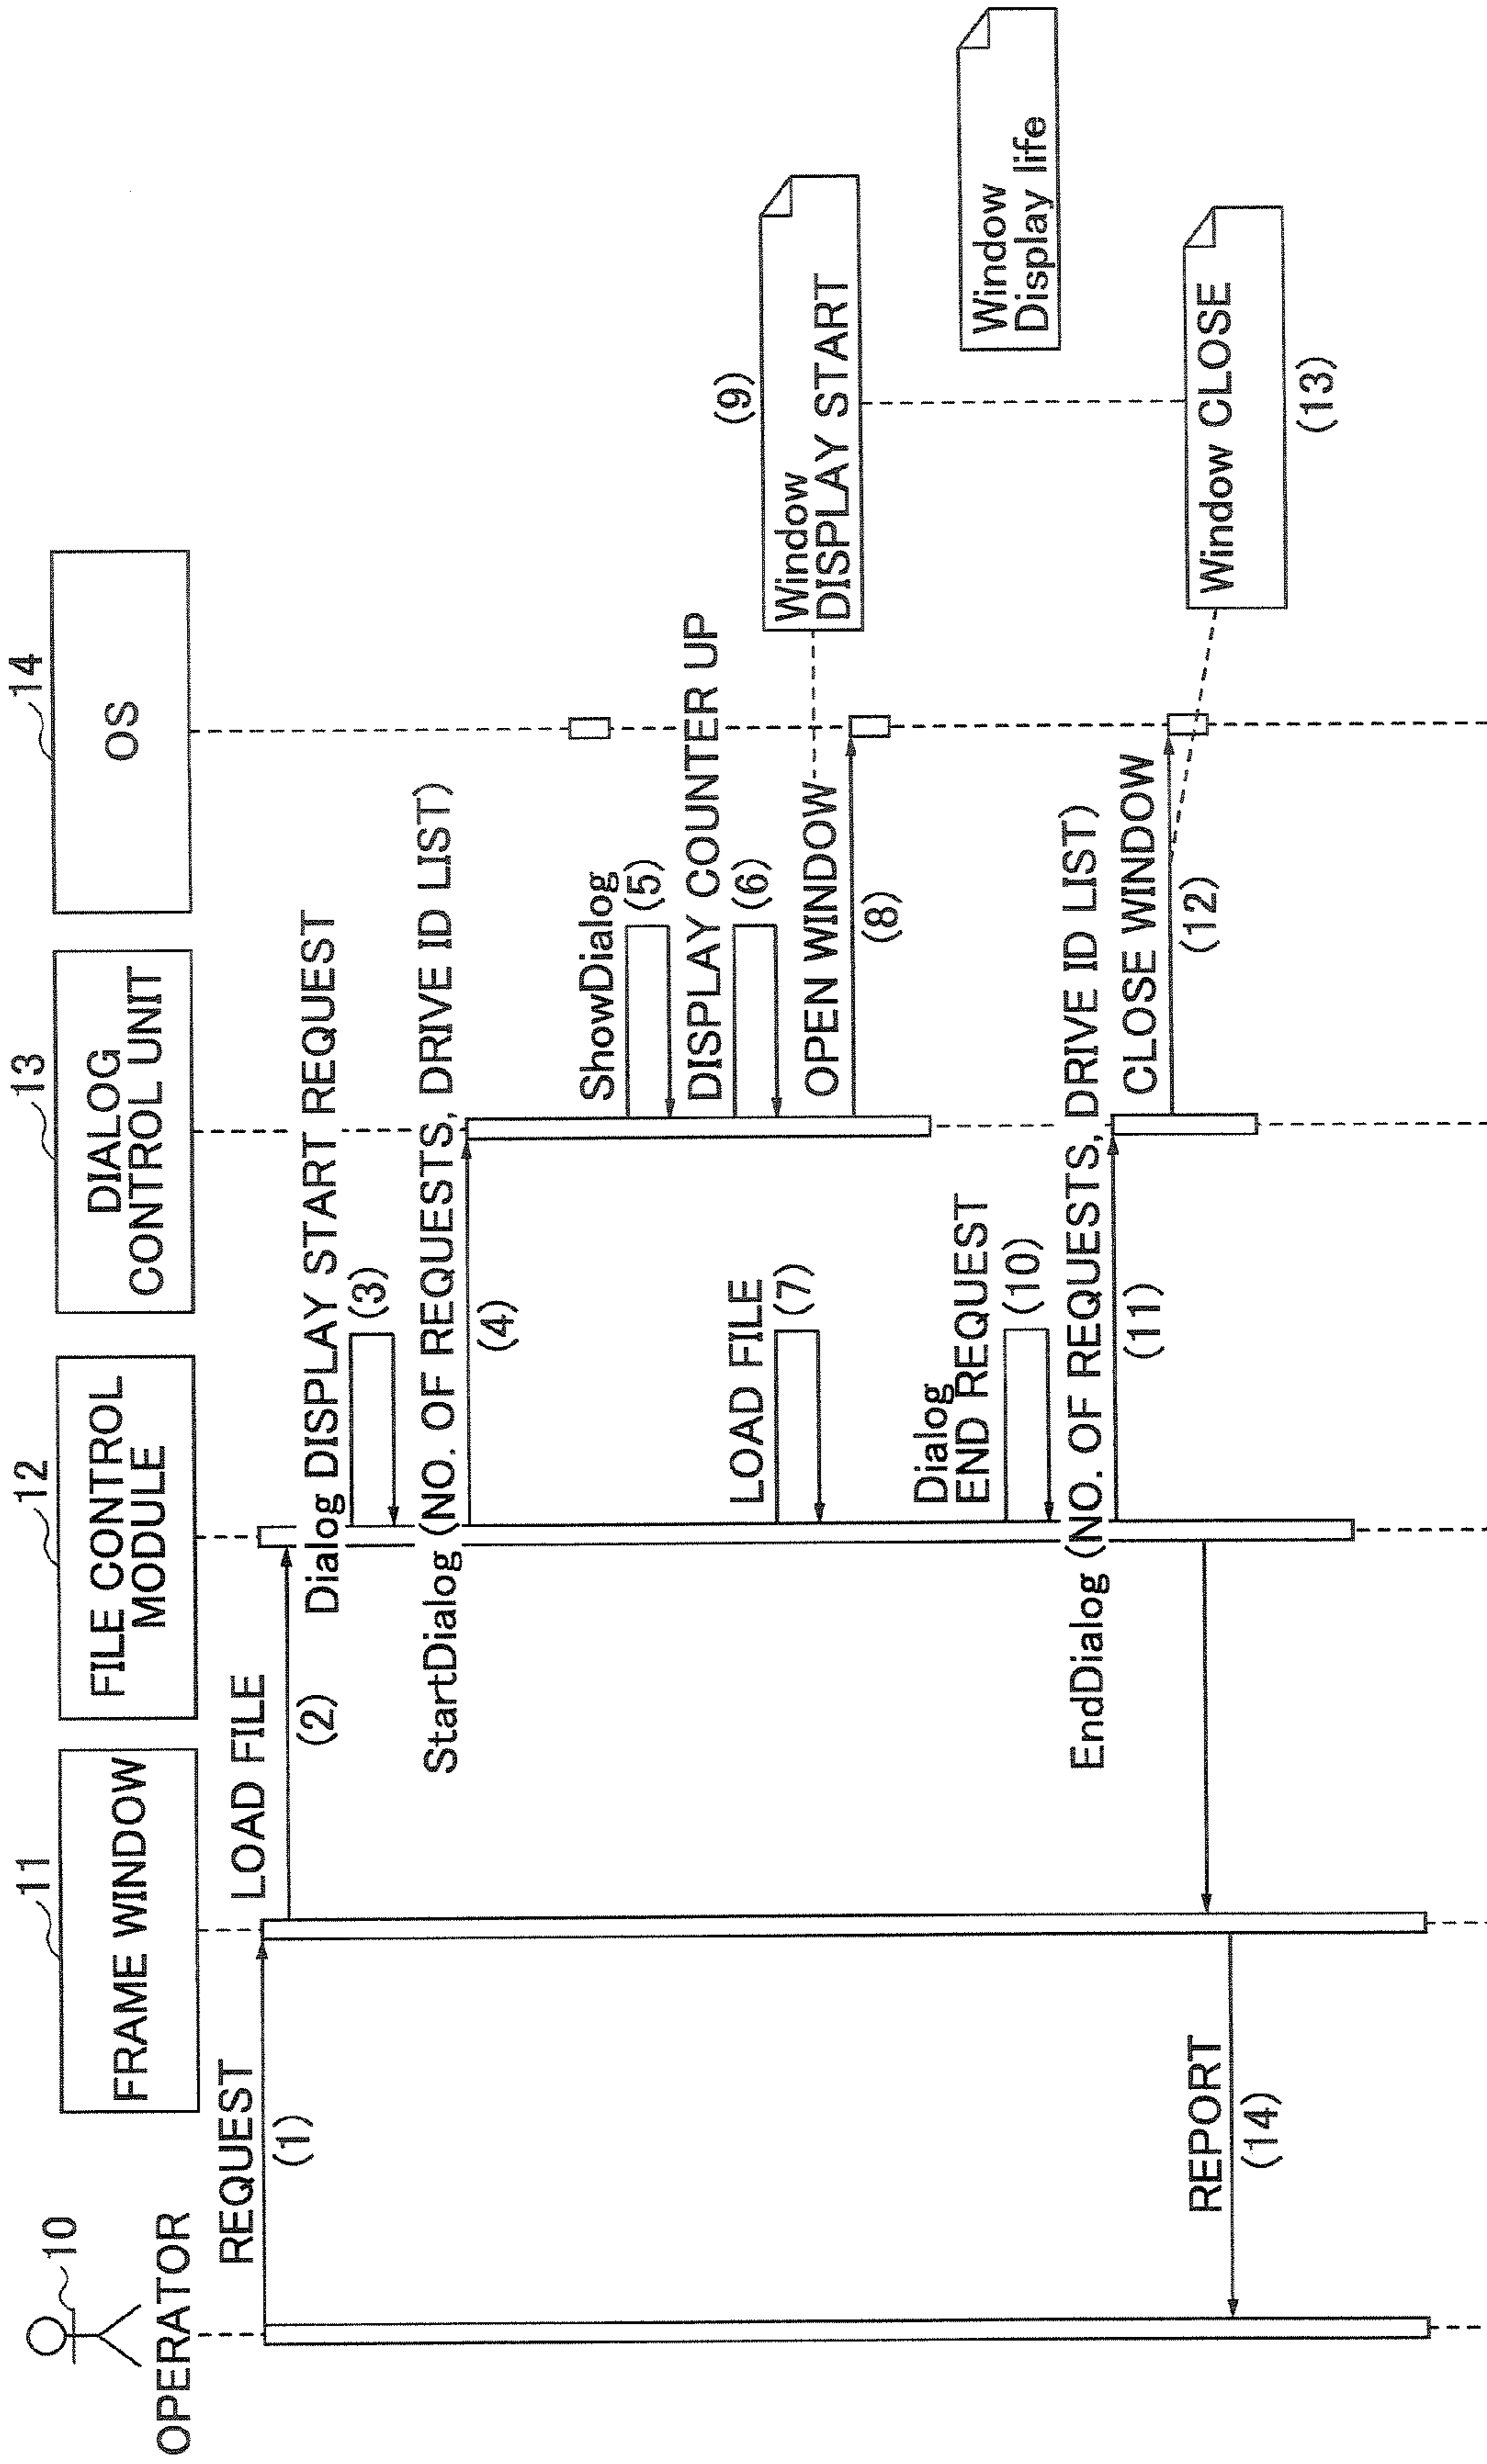 10
OPERATOR
11
FRAME WINDOW
12
FILE CONTROL
MODULE
13
DIALOG
CONTROL UNIT
14
OS
REQUEST
(1)
LOAD FILE
(2)
Dialog DISPLAY START REQUEST
(3)
StartDialog (NO. OF REQUESTS, DRIVE ID LIST)
(4)
ShowDialog
(5)
DISPLAY COUNTER UP
(6)
LOAD FILE
(7)
OPEN WINDOW
(8)
(9)
Window
DISPLAY START
Window
Display life
Dialog
END REQUEST
(10)
EndDialog (NO. OF REQUESTS, DRIVE ID LIST)
(11)
CLOSE WINDOW
(12)
Window CLOSE
(13)
REPORT
(14)